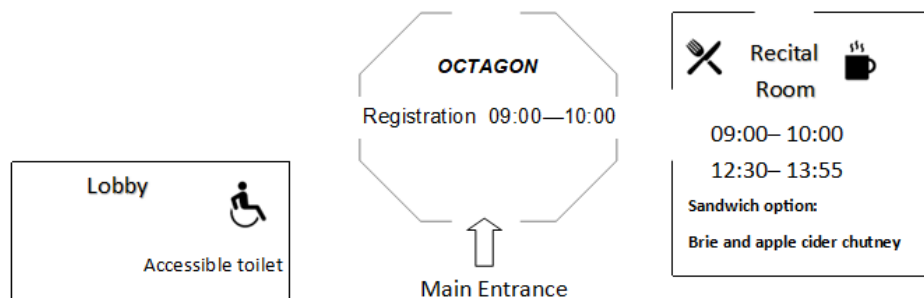 OCTAGON
Registration 09:00—10:00
Main Entrance
Lobby
Accessible toilet
Recital
Room
09:00– 10:00
12:30– 13:55
Sandwich option:
Brie and apple cider chutney